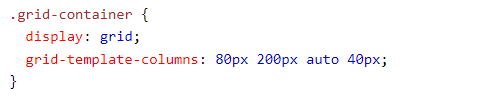 .grid-container {
  display: grid;
  grid-template-columns: 80px 200px auto 40px;
}